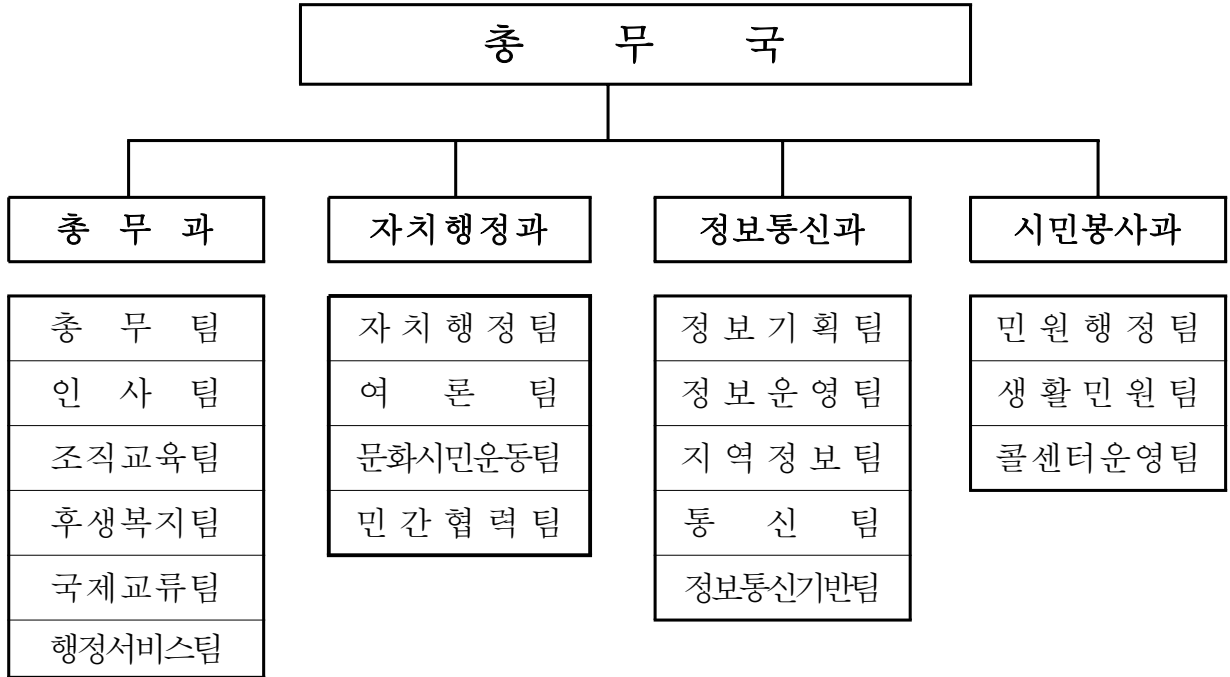 총 무 국
총 무 과
자치행정과
정보통신과
시민봉사과
총 무 팀
인 사 팀
조직교육팀
후생복지팀
국제교류팀
행정서비스팀
자치행정팀
여 론 팀
문화시민운동팀
민간협력팀
정보기획팀
정보운영팀
지역정보팀
통 신 팀
정보통신기반팀
민원행정팀
생활민원팀
콜센터운영팀